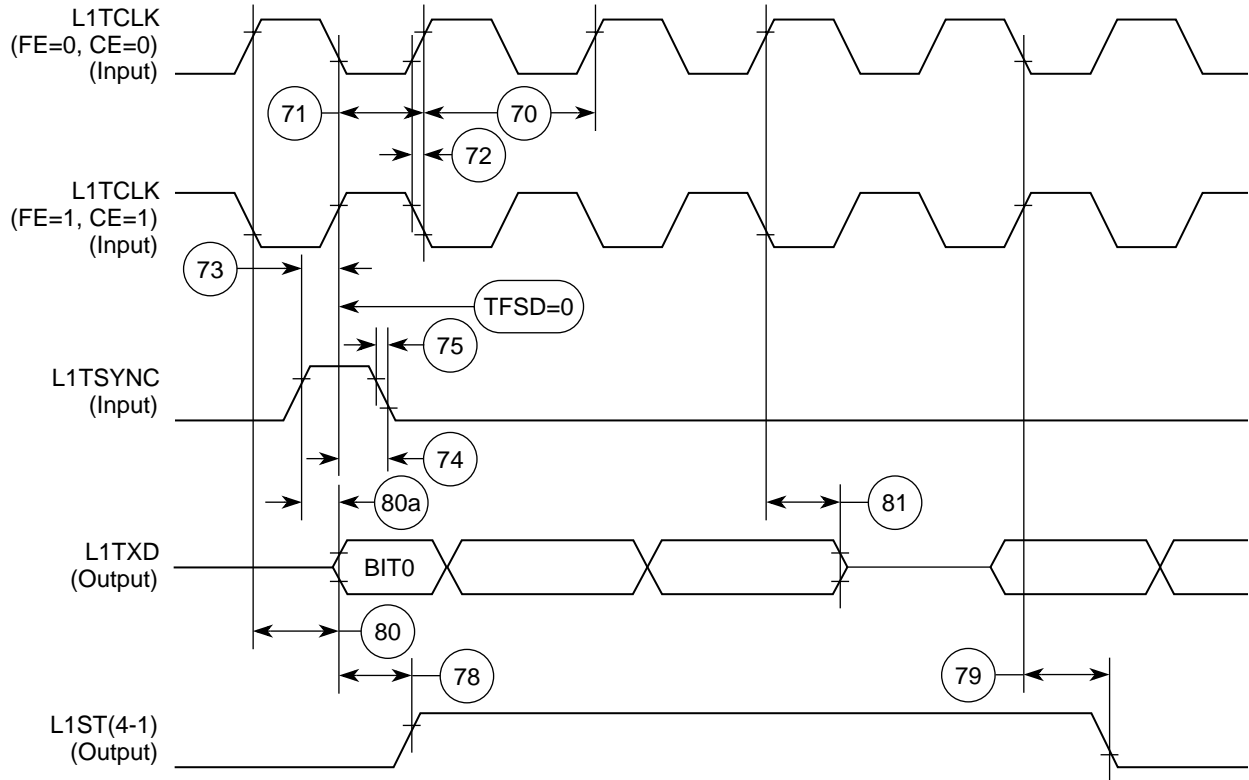 L1TCLK
(FE=0, CE=0)
(Input)
71
70
72
L1TCLK
(FE=1, CE=1)
(Input)
73
TFSD=0
75
L1TSYNC
(Input)
74
80a
81
L1TXD
(Output)
BIT0
80
78
79
L1ST(4-1)
(Output)